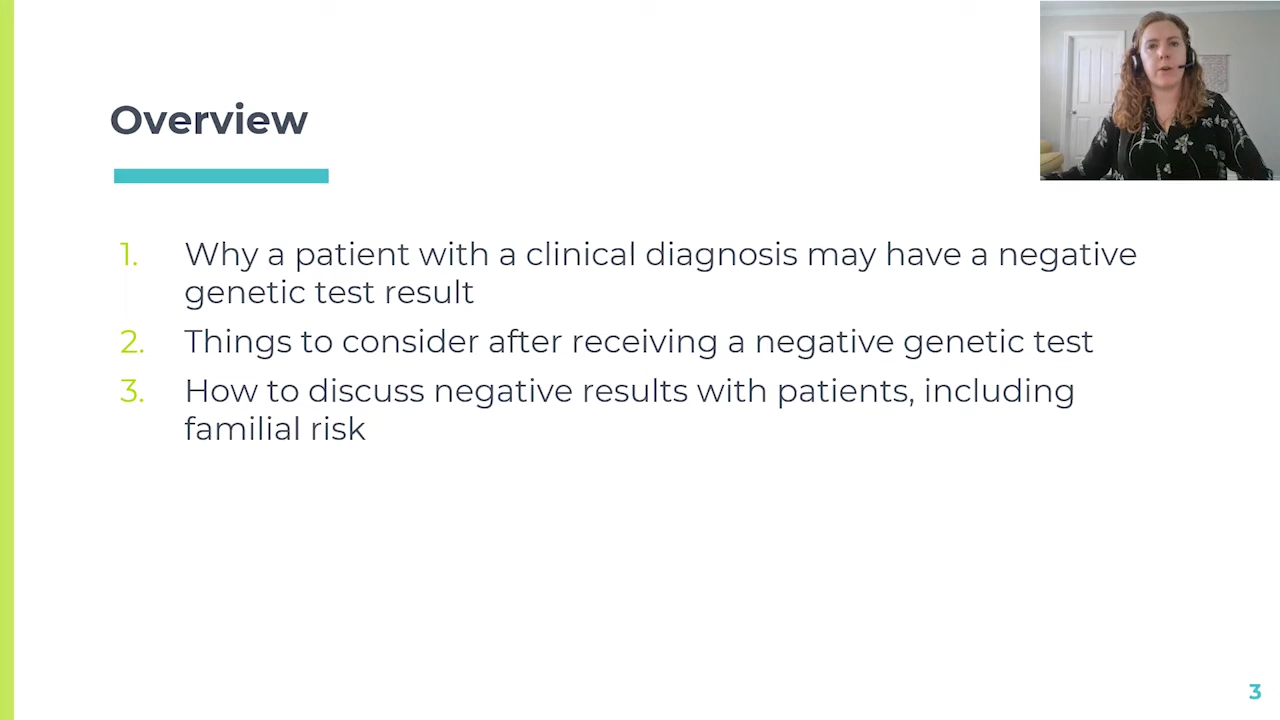 Overview
1. Why a patient with a clinical diagnosis may have a negative
genetic test result
2. Things to consider after receiving a negative genetic test
3. How to discuss negative results with patients, including
familial risk
3